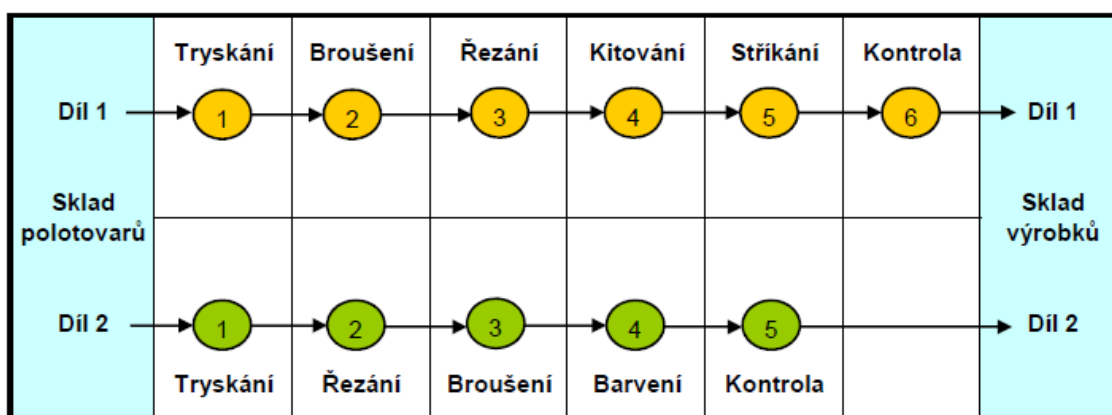 Tryskání Broušení Řezání Kitování Stříkání Kontrola
Díl 1 1 2 3 4 5 6 Díl 1
Sklad
polotovarů
Sklad
výrobků
Díl 2 1 2 3 4 5 Díl 2
Tryskání Řezání Broušení Barvení Kontrola